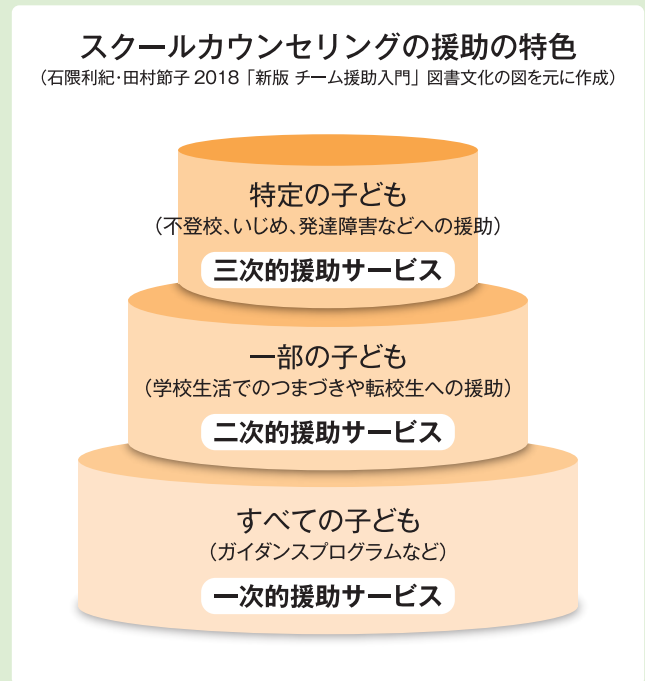 スクールカウンセリングの援助の特色
（石隈利紀・田村節子 2018「新版 チーム援助入門」図書文化の図を元に作成）
特定の子ども
（不登校、いじめ、発達障害などへの援助）
三次的援助サービス
一部の子ども
（学校生活でのつまづきや転校生への援助）
二次的援助サービス
すべての子ども
（ガイダンスプログラムなど）
一次的援助サービス